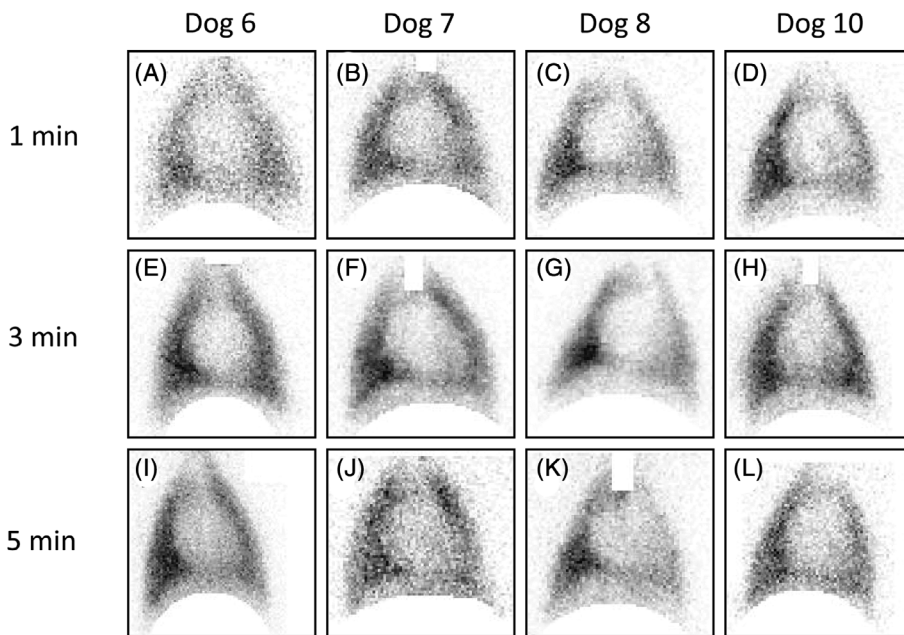 Dog 6 Dog 7 Dog 8 Dog 10
1 min (A) (B) (C) (D)
3 min (E) (F) (G) (H)
5 min (I) (J) (K) (L)